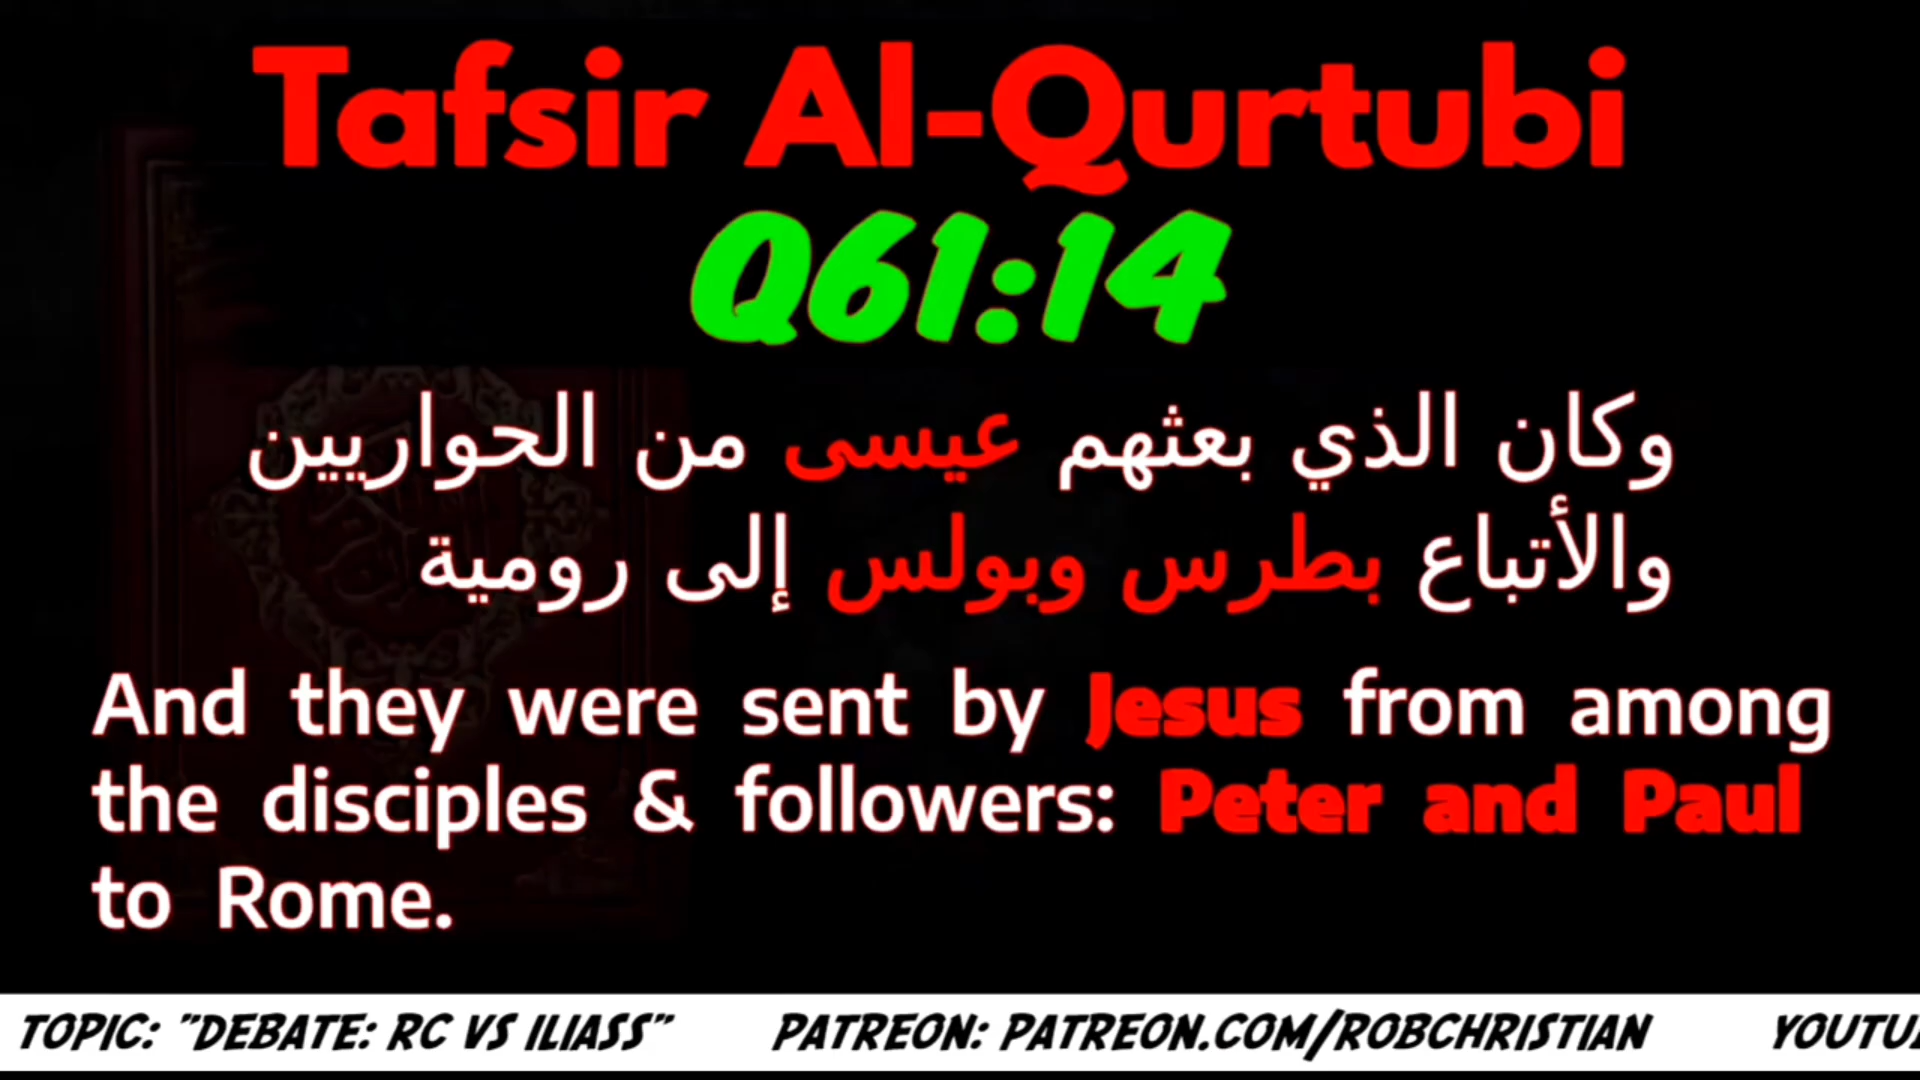 Tafsir Al-Qurtubi
Q61:14
وكان الذي بعثهم عيسى من الحواريين
والأتباع بطرس وبولس إلى رومية
And they were sent by Jesus from among
the disciples & followers: Peter and Paul
to Rome.
TOPIC: "DEBATE: RC VS ILIASS" PATREON: PATREON.COM/ROBCHRISTIAN